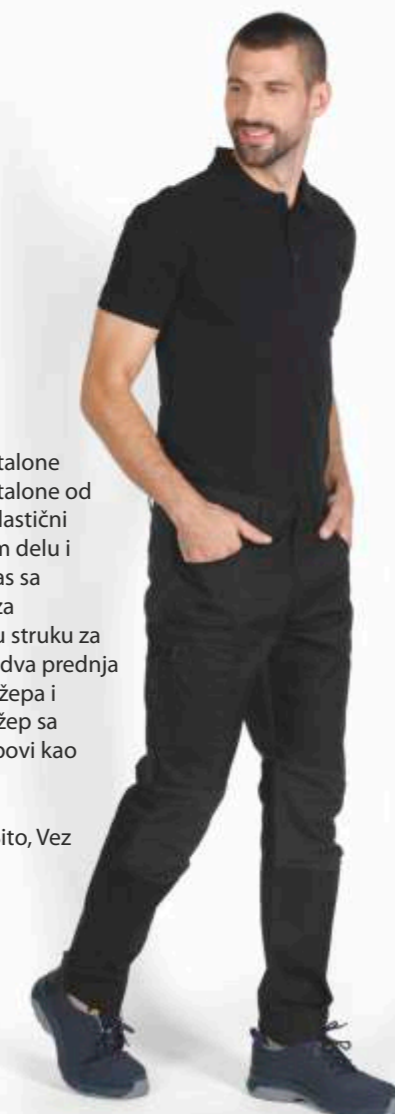 talone
talone od
lastični
m delu i
as sa
za
u struku za
dva prednja
žepa i
žep sa
povi kao
ito, Vez